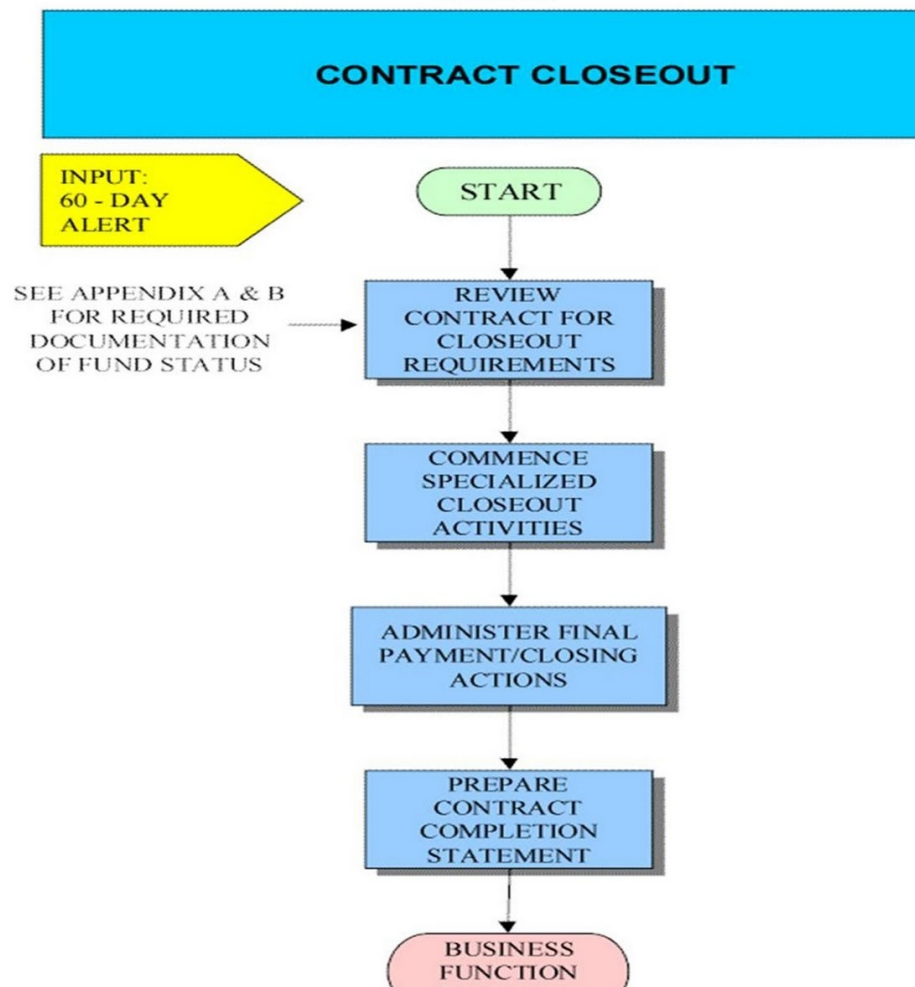 CONTRACT CLOSEOUT
INPUT:
60 - DAY
ALERT
START
SEE APPENDIX A & B
FOR REQUIRED
DOCUMENTATION
OF FUND STATUS
REVIEW
CONTRACT FOR
CLOSEOUT
REQUIREMENTS
COMMENCE
SPECIALIZED
CLOSEOUT
ACTIVITIES
ADMINISTER FINAL
PAYMENT/CLOSING
ACTIONS
PREPARE
CONTRACT
COMPLETION
STATEMENT
BUSINESS
FUNCTION